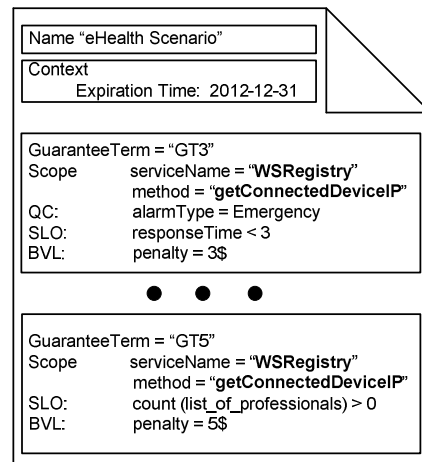 Name “eHealth Scenario”
Context
Expiration Time: 2012-12-31
GuaranteeTerm = “GT3”
Scope serviceName = “WSRegistry”
method = “getConnectedDeviceIP”
QC: alarmType = Emergency
SLO: responseTime < 3
BVL: penalty = 3$
GuaranteeTerm = “GT5”
Scope serviceName = “WSRegistry”
method = “getConnectedDeviceIP”
SLO: count (list_of_professionals) > 0
BVL: penalty = 5$